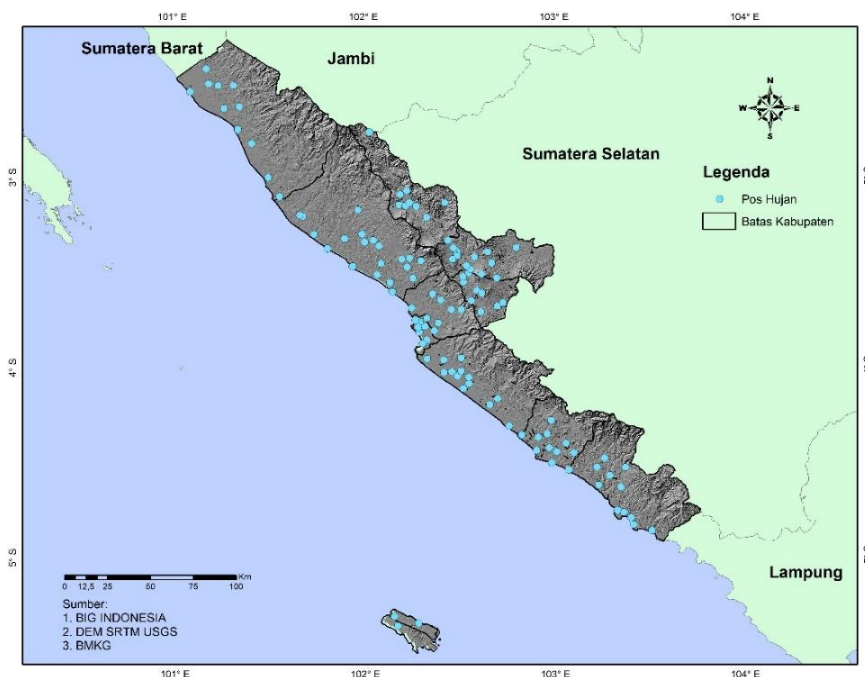 101° E 102° E 103° E 104° E
Sumatera Barat
Jambi
N
W E
S
Sumatera Selatan
3° S
Legenda
Pos Hujan
Batas Kabupaten
4° S
5° S
Lampung
Km
0 12,5 25 50 75 100
Sumber:
1. BIG INDONESIA
2. DEM SRTM USGS
3. BMKG
101° E 102° E 103° E 104° E